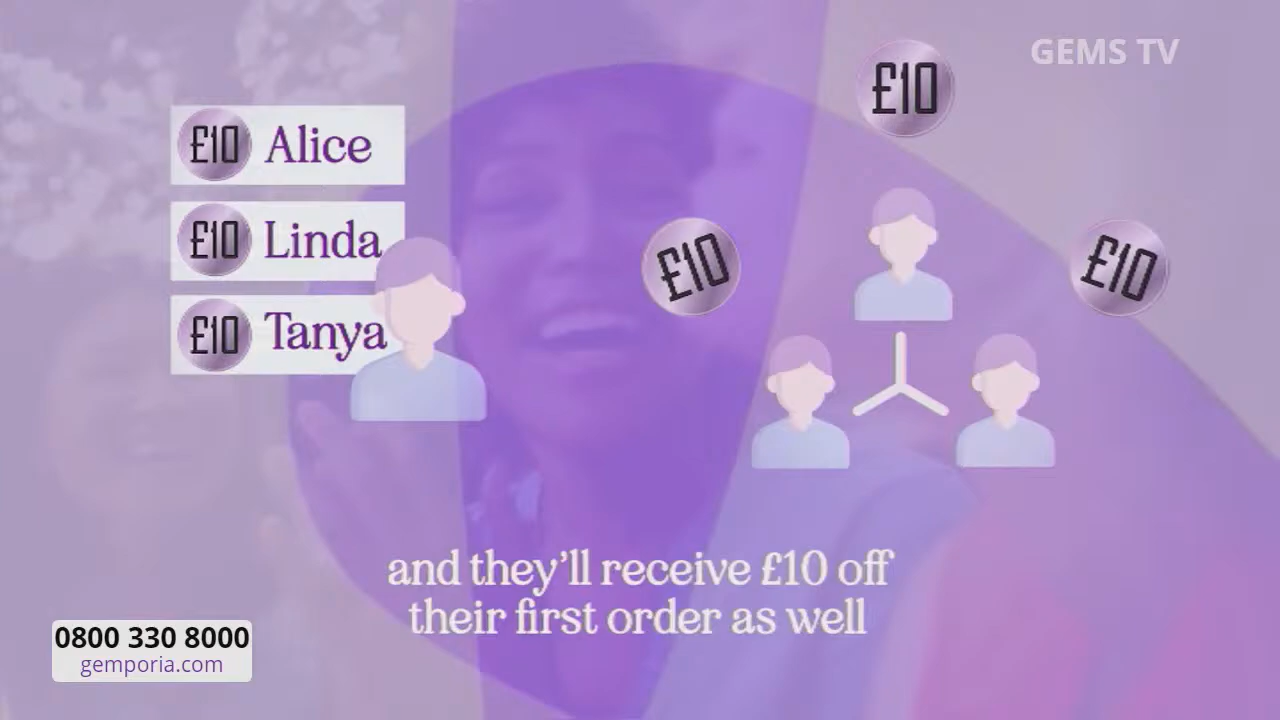 GEMS TV
£10
£10 Alice
£10 Linda
£10 Tanya
£10
£10
and they'll receive £10 off
their first order as well
0800 330 8000
gemporia.com